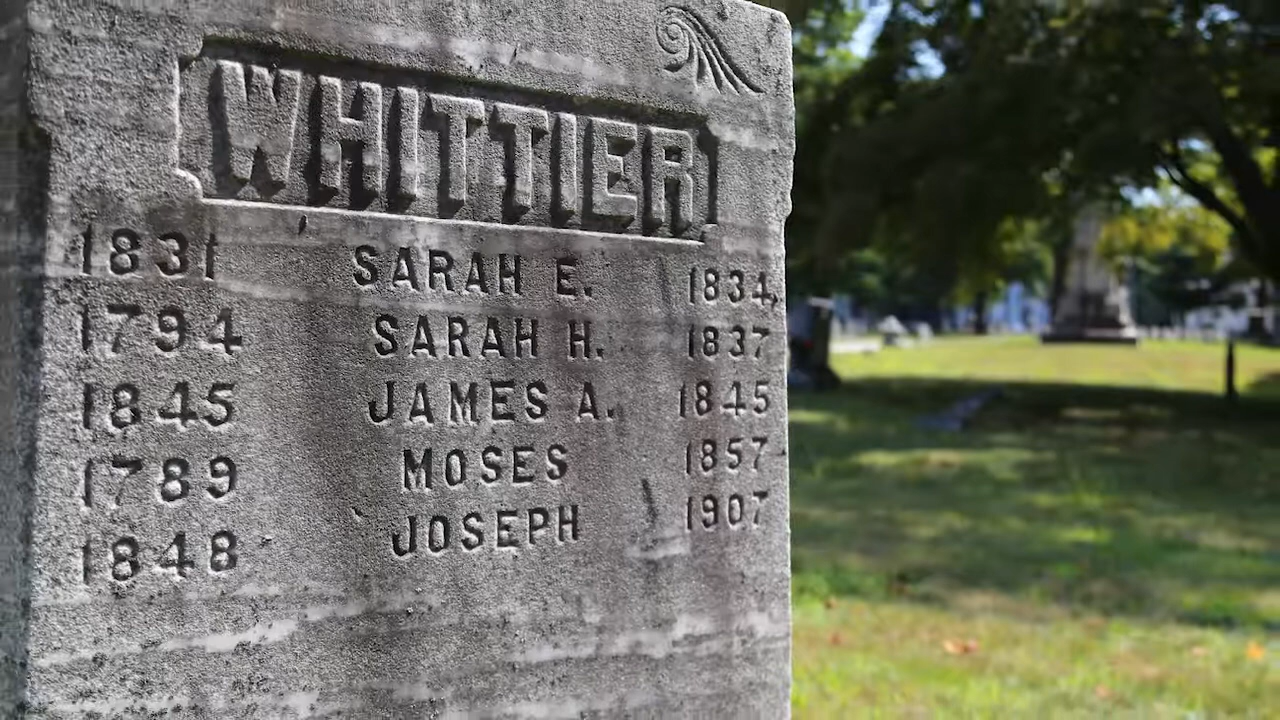 WHITTIER
1831 SARAH E. 1834
1794 SARAH H. 1837
1845 JAMES A. 1845
1789 MOSES 1857
1848 JOSEPH 1907